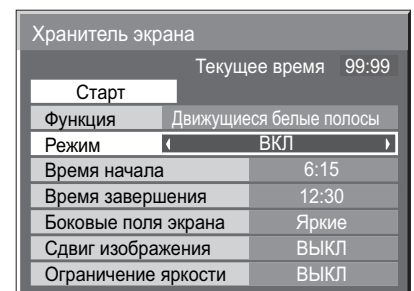 Хранитель экрана
Текущее время 99:99
Старт
Функция Движущиеся белые полосы
Режим ВКЛ
Время начала 6:15
Время завершения 12:30
Боковые поля экрана Яркие
Сдвиг изображения ВЫКЛ
Ограничение яркости ВЫКЛ